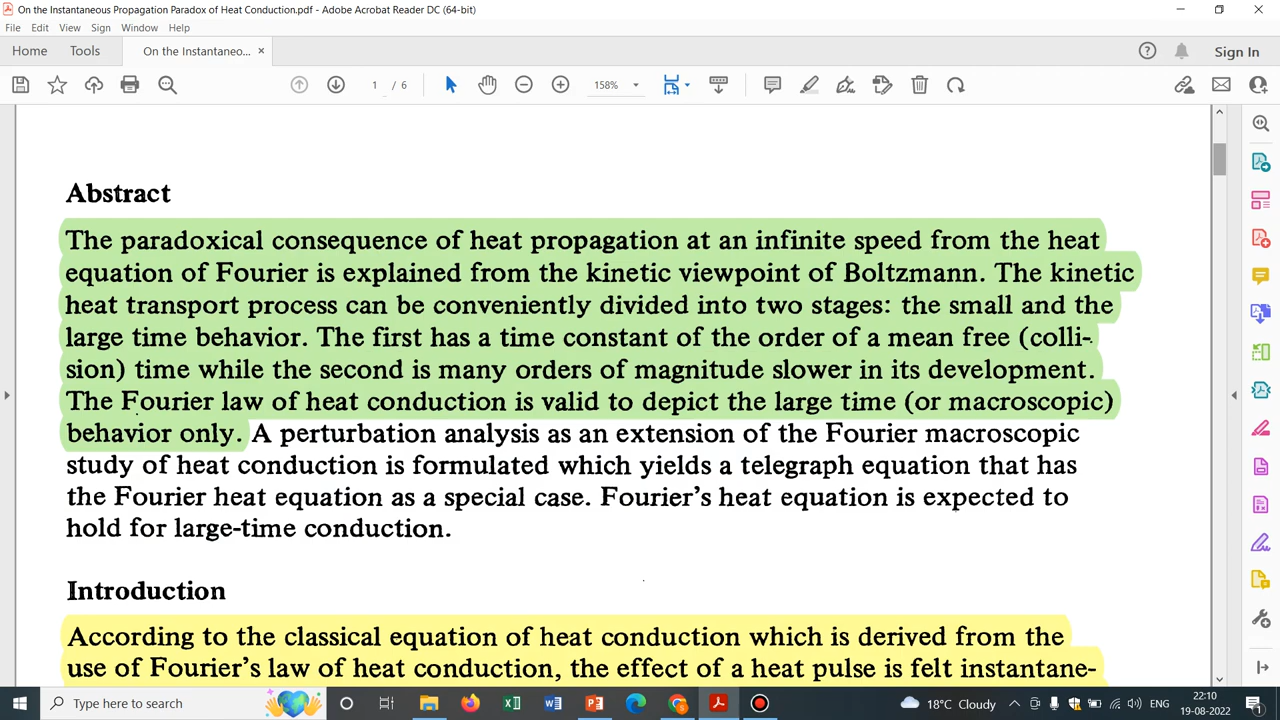 On the Instantaneous Propagation Paradox of Heat Conduction.pdf - Adobe Acrobat Reader DC (64-bit)
File Edit View Sign Window Help
Home Tools On the Instantaneo... × Sign In
1 / 6 158%
Abstract
The paradoxical consequence of heat propagation at an infinite speed from the heat
equation of Fourier is explained from the kinetic viewpoint of Boltzmann. The kinetic
heat transport process can be conveniently divided into two stages: the small and the
large time behavior. The first has a time constant of the order of a mean free (colli-
sion) time while the second is many orders of magnitude slower in its development.
The Fourier law of heat conduction is valid to depict the large time (or macroscopic)
behavior only. A perturbation analysis as an extension of the Fourier macroscopic
study of heat conduction is formulated which yields a telegraph equation that has
the Fourier heat equation as a special case. Fourier's heat equation is expected to
hold for large-time conduction.
Introduction
According to the classical equation of heat conduction which is derived from the
use of Fourier's law of heat conduction, the effect of a heat pulse is felt instantane-
Type here to search 18°C Cloudy ENG 22:10
19-08-2022